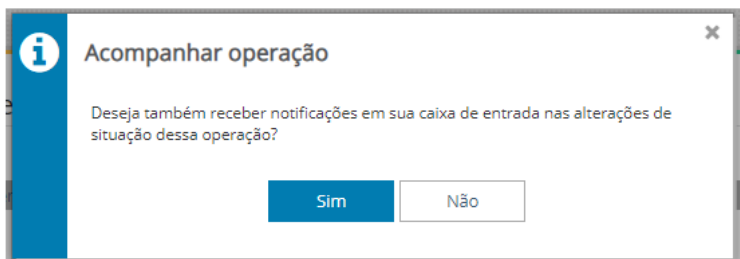 Acompanhar operação
Deseja também receber notificações em sua caixa de entrada nas alterações de
situação dessa operação?
Sim
Não